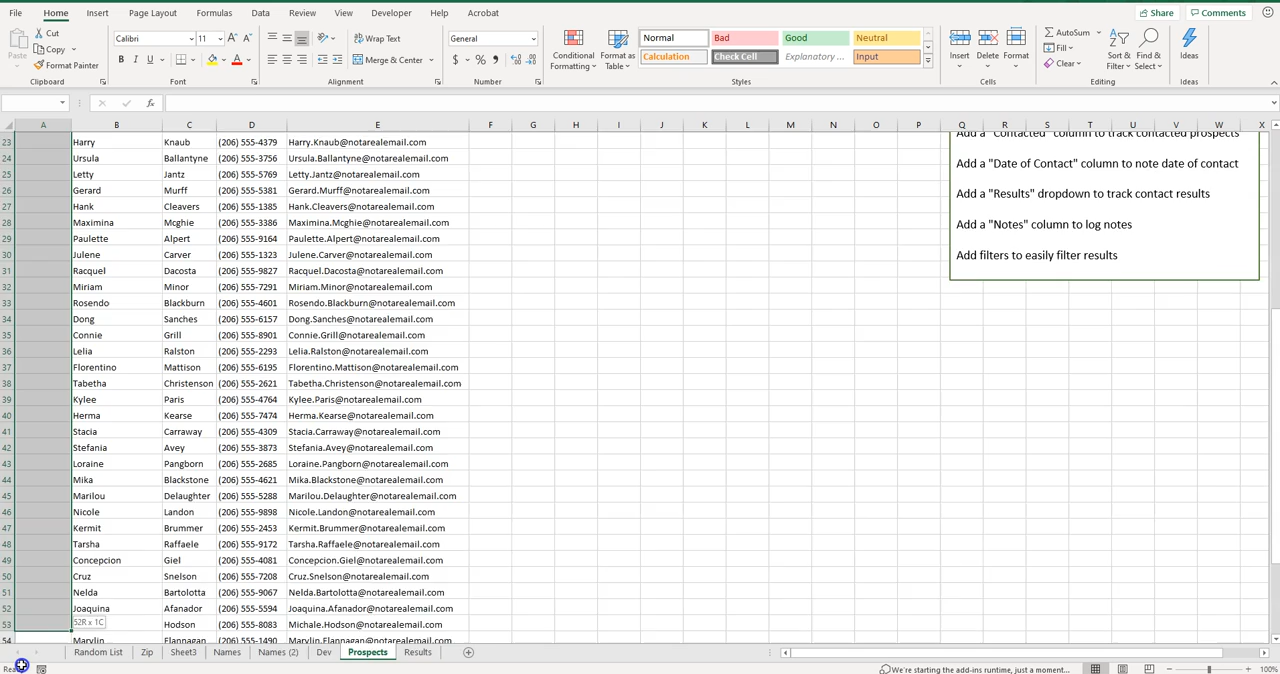 File Home Insert Page Layout Formulas Data Review View Developer Help Acrobat Share Comments
Cut Calibri 11 Wrap Text General Normal Bad Good Neutral AutoSum
Copy Fill
Paste Format Painter Merge & Center Conditional Formatting Format as Table Calculation Check Cell Explanatory ... Input Insert Delete Format Clear Sort & Filter Find & Select Ideas
Clipboard Font Alignment Number Styles Cells Editing Ideas
fx
A B C D E F G H I J K L M N O P Q R S T U V W X
23 Harry Knaub (206) 555-4379 Harry.Knaub@notarealemail.com Add a "Contacted" column to track contacted prospects
24 Ursula Ballantyne (206) 555-3756 Ursula.Ballantyne@notarealemail.com Add a "Date of Contact" column to note date of contact
25 Letty Jantz (206) 555-5769 Letty.Jantz@notarealemail.com
26 Gerard Murff (206) 555-5381 Gerard.Murff@notarealemail.com Add a "Results" dropdown to track contact results
27 Hank Cleavers (206) 555-1385 Hank.Cleavers@notarealemail.com
28 Maximina Mcghie (206) 555-3386 Maximina.Mcghie@notarealemail.com Add a "Notes" column to log notes
29 Paulette Alpert (206) 555-9164 Paulette.Alpert@notarealemail.com
30 Julene Carver (206) 555-1323 Julene.Carver@notarealemail.com Add filters to easily filter results
31 Racquel Dacosta (206) 555-9827 Racquel.Dacosta@notarealemail.com
32 Miriam Minor (206) 555-7291 Miriam.Minor@notarealemail.com
33 Rosendo Blackburn (206) 555-4601 Rosendo.Blackburn@notarealemail.com
34 Dong Sanches (206) 555-6157 Dong.Sanches@notarealemail.com
35 Connie Grill (206) 555-8901 Connie.Grill@notarealemail.com
36 Lelia Ralston (206) 555-2293 Lelia.Ralston@notarealemail.com
37 Florentino Mattison (206) 555-6195 Florentino.Mattison@notarealemail.com
38 Tabetha Christenson (206) 555-2621 Tabetha.Christenson@notarealemail.com
39 Kylee Paris (206) 555-4764 Kylee.Paris@notarealemail.com
40 Herma Kearse (206) 555-7474 Herma.Kearse@notarealemail.com
41 Stacia Carraway (206) 555-4309 Stacia.Carraway@notarealemail.com
42 Stefania Avey (206) 555-3873 Stefania.Avey@notarealemail.com
43 Loraine Pangborn (206) 555-2685 Loraine.Pangborn@notarealemail.com
44 Mika Blackstone (206) 555-4621 Mika.Blackstone@notarealemail.com
45 Marilou Delaughter (206) 555-5288 Marilou.Delaughter@notarealemail.com
46 Nicole Landon (206) 555-9898 Nicole.Landon@notarealemail.com
47 Kermit Brummer (206) 555-2453 Kermit.Brummer@notarealemail.com
48 Tarsha Raffaele (206) 555-9172 Tarsha.Raffaele@notarealemail.com
49 Concepcion Giel (206) 555-4081 Concepcion.Giel@notarealemail.com
50 Cruz Snelson (206) 555-7208 Cruz.Snelson@notarealemail.com
51 Nelda Bartolotta (206) 555-9067 Nelda.Bartolotta@notarealemail.com
52 Joaquina Afanador (206) 555-5594 Joaquina.Afanador@notarealemail.com
53 52R x 1C Hodson (206) 555-8083 Michale.Hodson@notarealemail.com
54 Marylin Flannagan (206) 555-1490 Marylin.Flannagan@notarealemail.com
Random List Zip Sheet3 Names Names (2) Dev Prospects Results
We're starting the add-ins runtime, just a moment... 100%